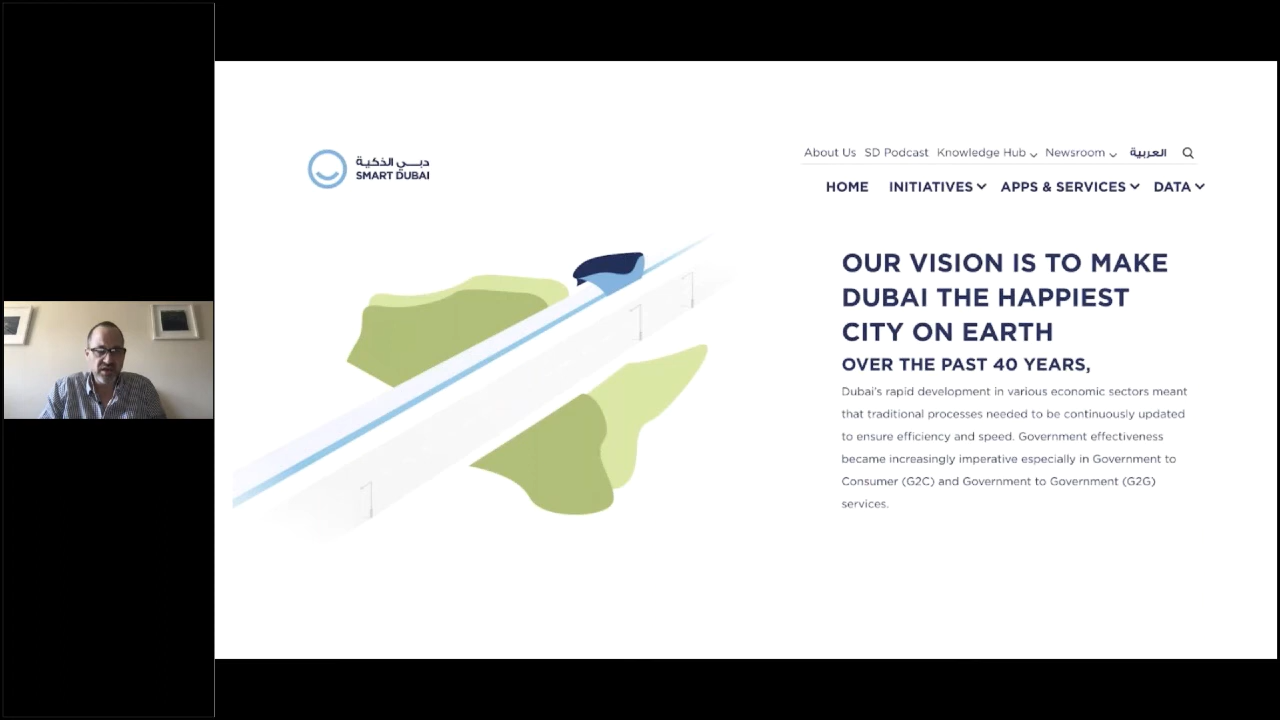 دبـــي الذكية
SMART DUBAI
About Us SD Podcast Knowledge Hub Newsroom العربية
HOME INITIATIVES APPS & SERVICES DATA
OUR VISION IS TO MAKE
DUBAI THE HAPPIEST
CITY ON EARTH
OVER THE PAST 40 YEARS,
Dubai's rapid development in various economic sectors meant
that traditional processes needed to be continuously updated
to ensure efficiency and speed. Government effectiveness
became increasingly imperative especially in Government to
Consumer (G2C) and Government to Government (G2G)
services.